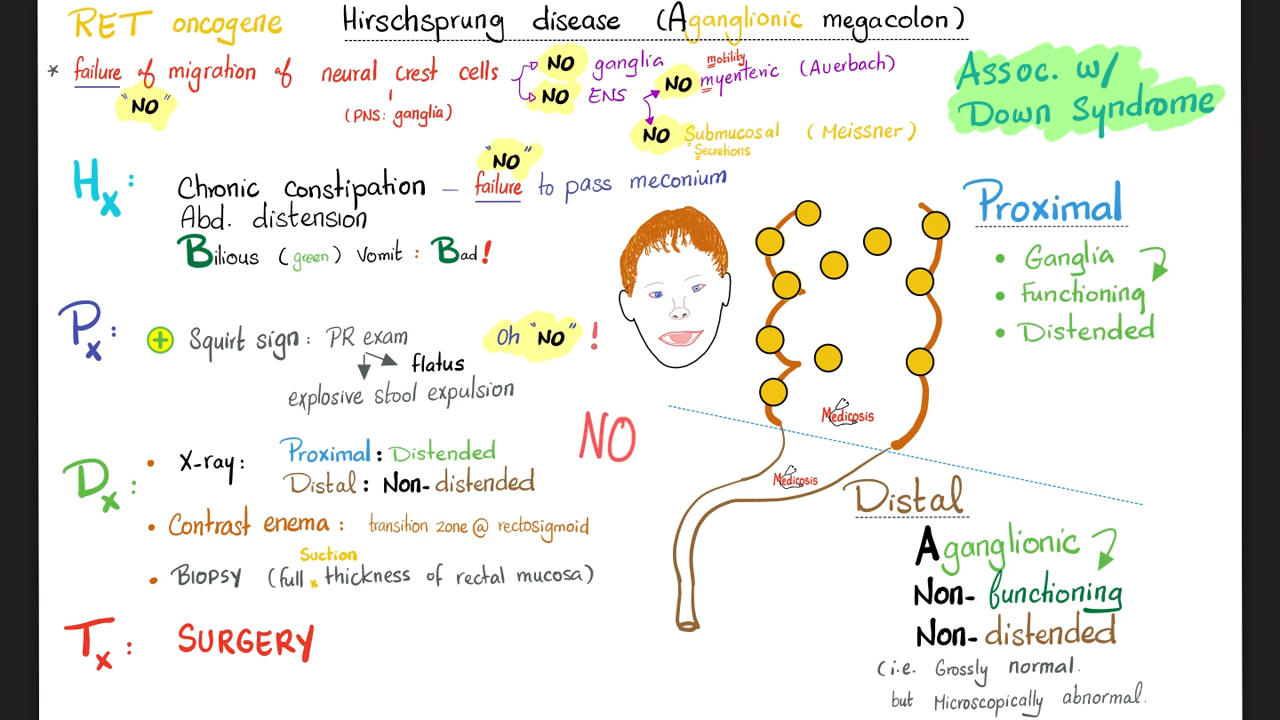 RET oncogene
Hirschsprung disease (Aganglionic megacolon)
* failure of migration of neural crest cells
"NO"
(PNS: ganglia)
NO ganglia
NO ENS
motility
NO myenteric (Auerbach)
NO Submucosal (Meissner)
Secretions
Assoc. w/
Down Syndrome
Hx:
"NO"
Chronic constipation – failure to pass meconium
Abd. distension
Bilious (green) Vomit : Bad!
Px:
+ Squirt sign: PR exam
flatus
explosive stool expulsion
Oh "NO" !
NO
Dx:
• X-ray: Proximal: Distended
Distal: Non-distended
• Contrast enema: transition zone @ rectosigmoid
Suction
• BIOPSY (full x thickness of rectal mucosa)
Tx: SURGERY
Medicosis
Medicosis
Proximal
• Ganglia
• Functioning
• Distended
Distal
Aganglionic
Non-functioning
Non-distended
(i.e. Grossly normal.
but Microscopically abnormal.